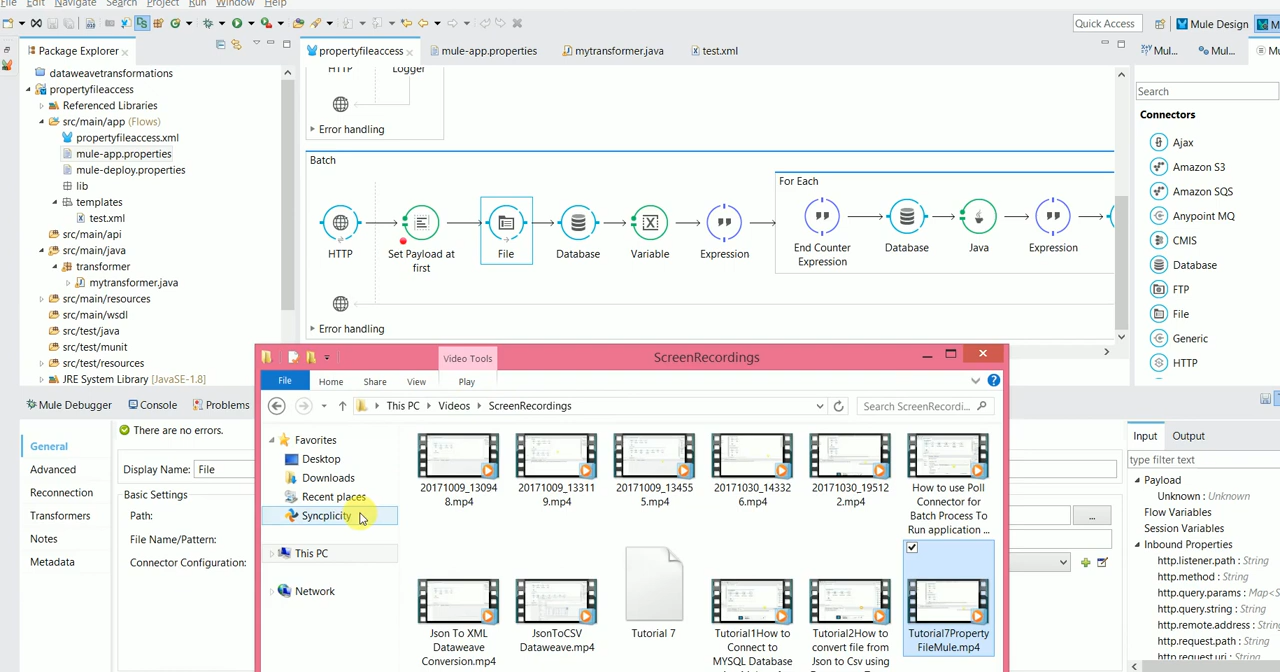 File Edit Navigate Search Project Run Window Help
Quick Access
Mule Design
Package Explorer
dataweavetransformations
propertyfileaccess
Referenced Libraries
src/main/app (Flows)
propertyfileaccess.xml
mule-app.properties
mule-deploy.properties
lib
templates
test.xml
src/main/api
src/main/java
transformer
mytransformer.java
src/main/resources
src/main/wsdl
src/test/java
src/test/munit
src/test/resources
JRE System Library [JavaSE-1.8]
propertyfileaccess mule-app.properties mytransformer.java test.xml
HTTP Logger
Error handling
Batch
For Each
HTTP
Set Payload at first
File
Database
Variable
Expression
End Counter Expression
Database
Java
Expression
Error handling
Mul... Mul... Mu
Search
Connectors
Ajax
Amazon S3
Amazon SQS
Anypoint MQ
CMIS
Database
FTP
File
Generic
HTTP
Mule Debugger Console Problems
General
Advanced
Reconnection
Transformers
Notes
Metadata
There are no errors.
Display Name: File
Basic Settings
Path:
File Name/Pattern:
Connector Configuration:
...
Video Tools
ScreenRecordings
File Home Share View Play
This PC Videos ScreenRecordings
Search ScreenRecordi...
Favorites
Desktop
Downloads
Recent places
Syncplicity
This PC
Network
20171009_13094
8.mp4
20171009_13311
9.mp4
20171009_13455
5.mp4
20171030_14332
6.mp4
20171030_19512
2.mp4
How to use Poll
Connector for
Batch Process To
Run application ...
Json To XML
Dataweave
Conversion.mp4
JsonToCSV
Dataweave.mp4
Tutorial 7
Tutorial1How to
Connect to
MYSQL Database
Tutorial2How to
convert file from
Json to Csv using
Tutorial7Property
FileMule.mp4
Input Output
type filter text
Payload
Unknown : Unknown
Flow Variables
Session Variables
Inbound Properties
http.listener.path : String
http.method : String
http.query.params : Map<S
http.query.string : String
http.remote.address : Strin
http.request.path : String
http.request.uri : String